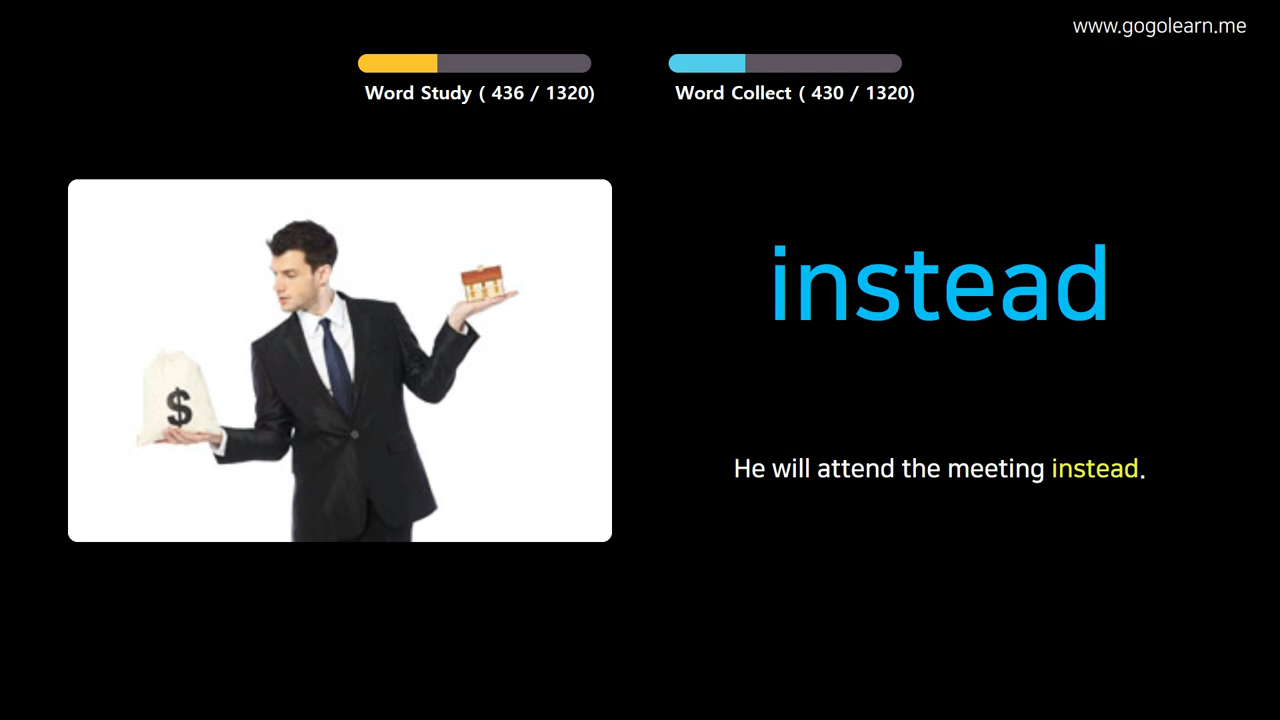 www.gogolearn.me
Word Study ( 436 / 1320)
Word Collect ( 430 / 1320)
$
instead
He will attend the meeting instead.